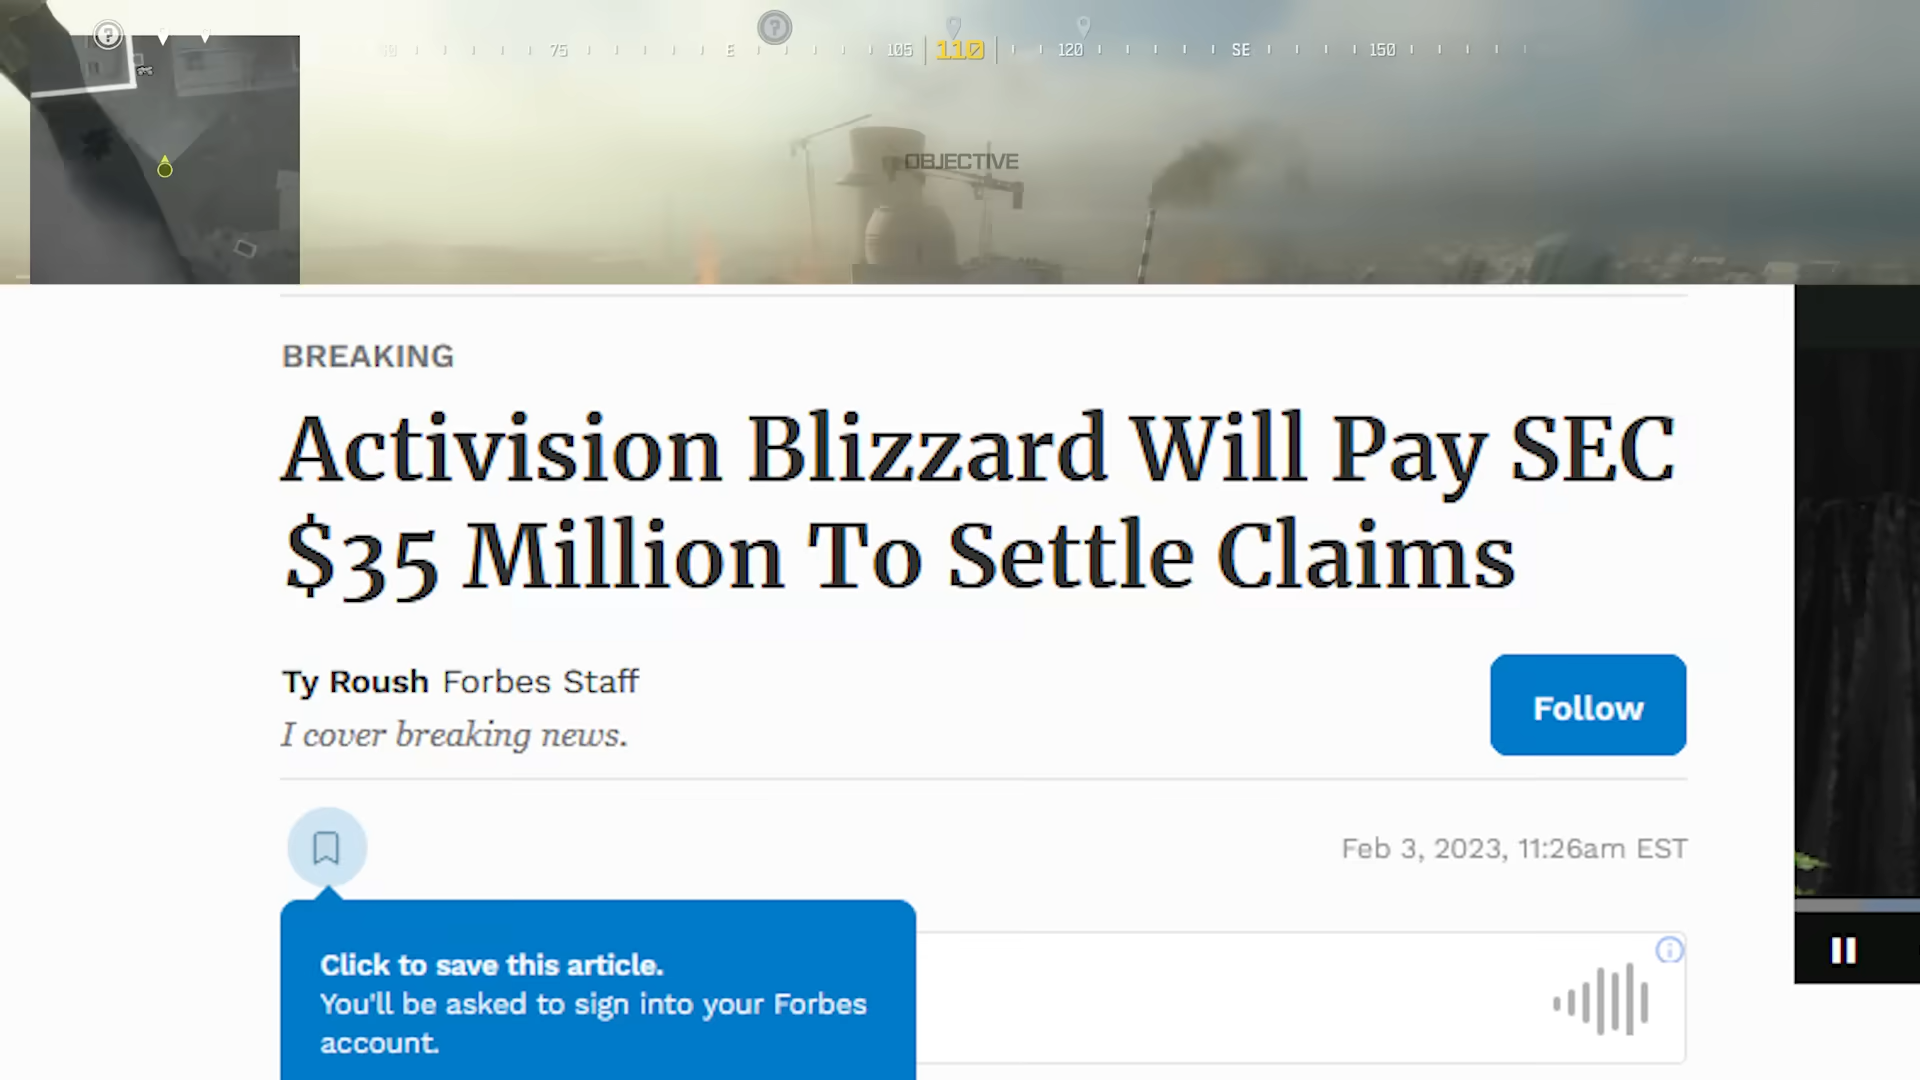 75 E 105 110 120 SE 150
OBJECTIVE
BREAKING
Activision Blizzard Will Pay SEC
$35 Million To Settle Claims
Ty Roush Forbes Staff
I cover breaking news.
Follow
Feb 3, 2023, 11:26am EST
Click to save this article.
You'll be asked to sign into your Forbes
account.